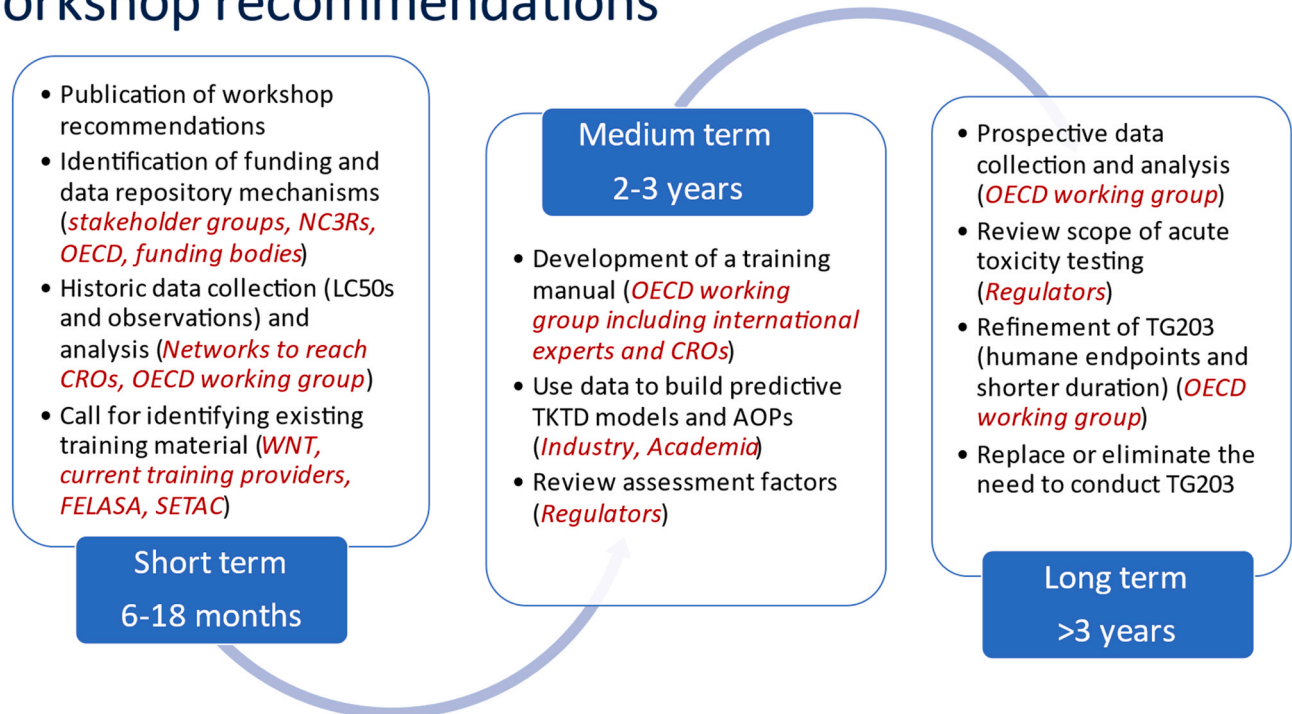 orkshop recommendations
• Publication of workshop
recommendations
• Identification of funding and
data repository mechanisms
(stakeholder groups, NC3Rs,
OECD, funding bodies)
• Historic data collection (LC50s
and observations) and
analysis (Networks to reach
CROs, OECD working group)
• Call for identifying existing
training material (WNT,
current training providers,
FELASA, SETAC)
Short term
6-18 months
Medium term
2-3 years
• Development of a training
manual (OECD working
group including international
experts and CROs)
• Use data to build predictive
TKTD models and AOPs
(Industry, Academia)
• Review assessment factors
(Regulators)
• Prospective data
collection and analysis
(OECD working group)
• Review scope of acute
toxicity testing
(Regulators)
• Refinement of TG203
(humane endpoints and
shorter duration) (OECD
working group)
• Replace or eliminate the
need to conduct TG203
Long term
>3 years